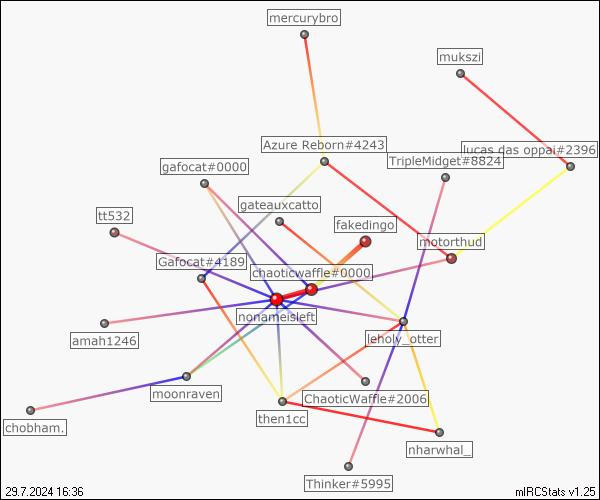 mercurybro
mukszi
Azure Reborn#4243
lucas das oppai#2396
gafocat#0000
TripleMidget#8824
gateauxcatto
tt532
fakedingo
motorthud
Gafocat#4189
chaoticwaffle#0000
nonameisleft
amah1246
leholy_otter
moonraven
ChaoticWaffle#2006
then1cc
chobham.
nharwhal_
Thinker#5995
29.7.2024 16:36
mIRCStats v1.25